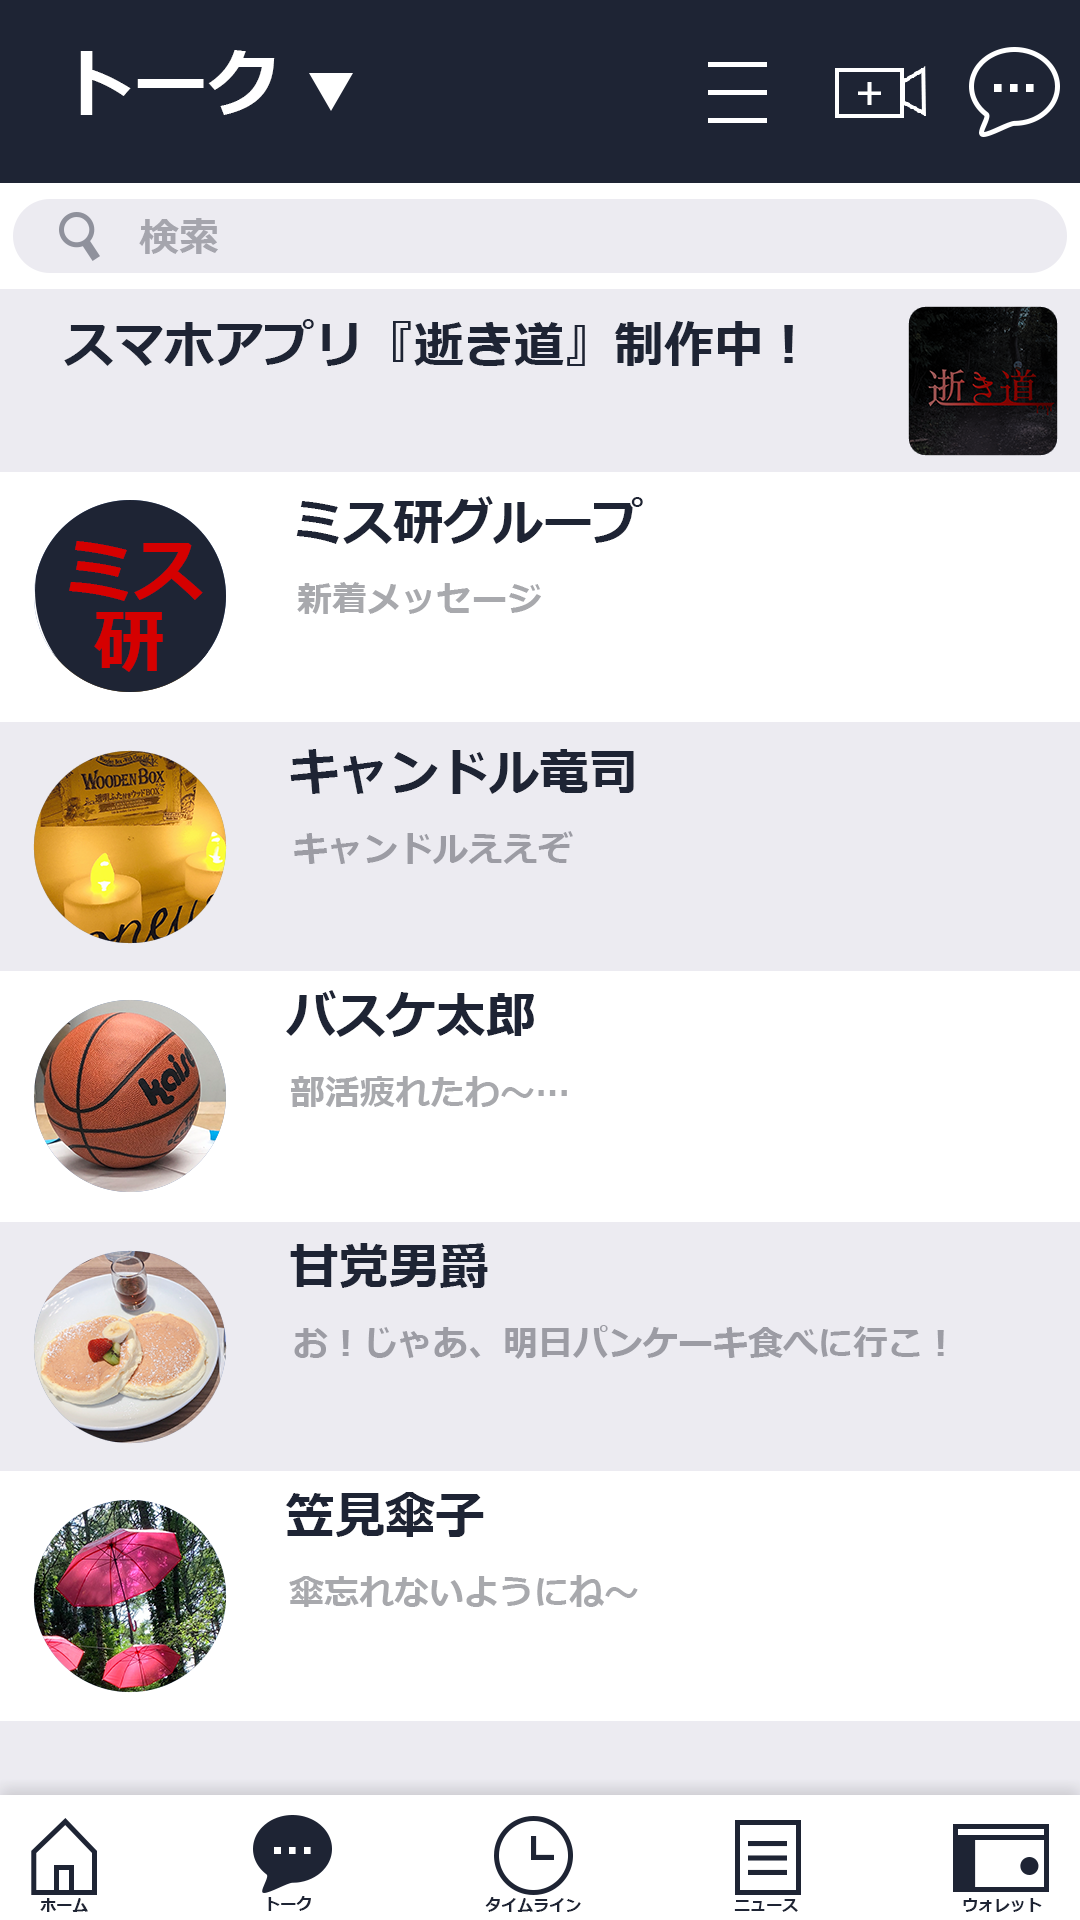 トーク ▼
検索
スマホアプリ『逝き道』制作中！
逝き道
ミス研グループ
新着メッセージ
ミス
研
キャンドル竜司
キャンドルええぞ
WOODEN BOX
バスケ太郎
部活疲れたわ～…
甘党男爵
お！じゃあ、明日パンケーキ食べに行こ！
笠見傘子
傘忘れないようにね～
ホーム
トーク
タイムライン
ニュース
ウォレット